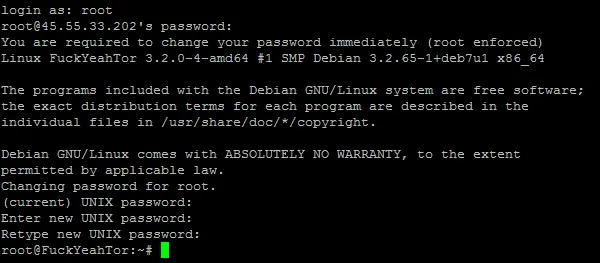 login as: root
root@45.55.33.202's password:
You are required to change your password immediately (root enforced)
Linux FuckYeahTor 3.2.0-4-amd64 #1 SMP Debian 3.2.65-1+deb7u1 x86_64
The programs included with the Debian GNU/Linux system are free software;
the exact distribution terms for each program are described in the
individual files in /usr/share/doc/*/copyright.
Debian GNU/Linux comes with ABSOLUTELY NO WARRANTY, to the extent
permitted by applicable law.
Changing password for root.
(current) UNIX password:
Enter new UNIX password:
Retype new UNIX password:
root@FuckYeahTor:~#